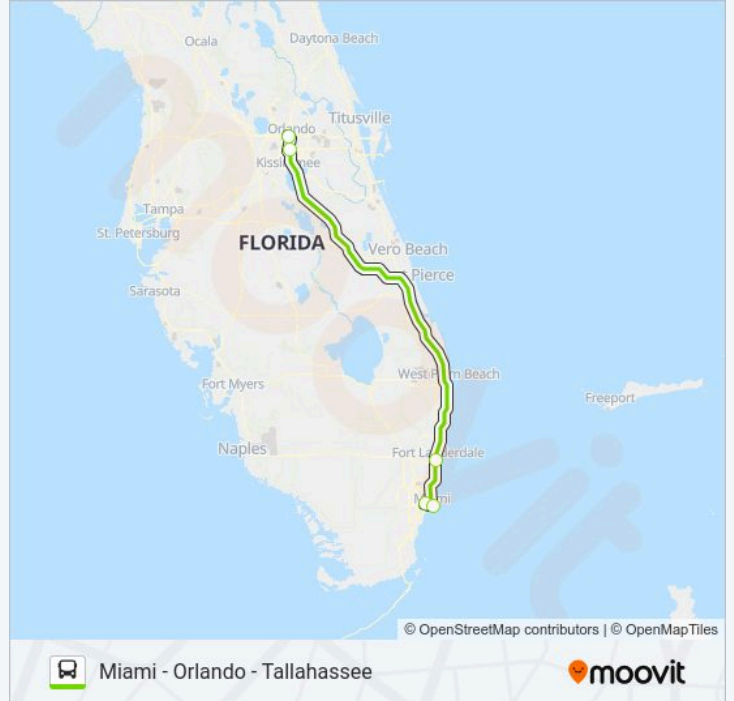 Ocala
Daytona Beach
Titusville
Orlando
Tampa
St. Petersburg
FLORIDA
Vero Beach
Pierce
Sarasota
West Palm Beach
Fort Myers
Freeport
Naples
Fort Lauderdale
Miami
© OpenStreetMap contributors | © OpenMapTiles
Miami - Orlando - Tallahassee
moovit